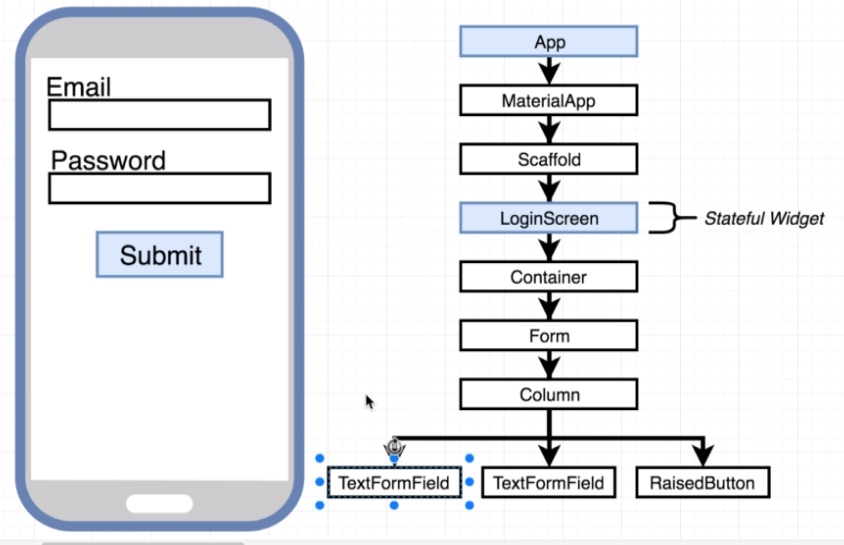 Email
Password
Submit
App
MaterialApp
Scaffold
LoginScreen
Stateful Widget
Container
Form
Column
TextFormField
TextFormField
RaisedButton